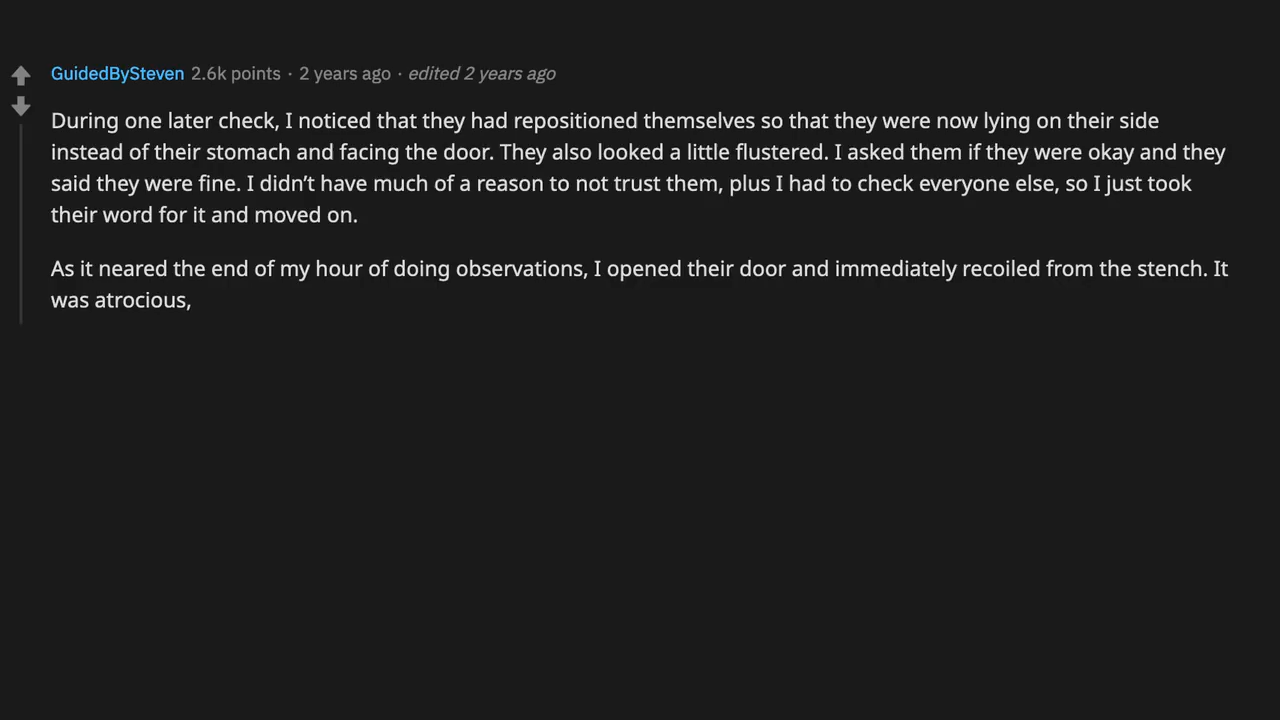 GuidedBySteven 2.6k points · 2 years ago · edited 2 years ago
During one later check, I noticed that they had repositioned themselves so that they were now lying on their side
instead of their stomach and facing the door. They also looked a little flustered. I asked them if they were okay and they
said they were fine. I didn’t have much of a reason to not trust them, plus I had to check everyone else, so I just took
their word for it and moved on.
As it neared the end of my hour of doing observations, I opened their door and immediately recoiled from the stench. It
was atrocious,